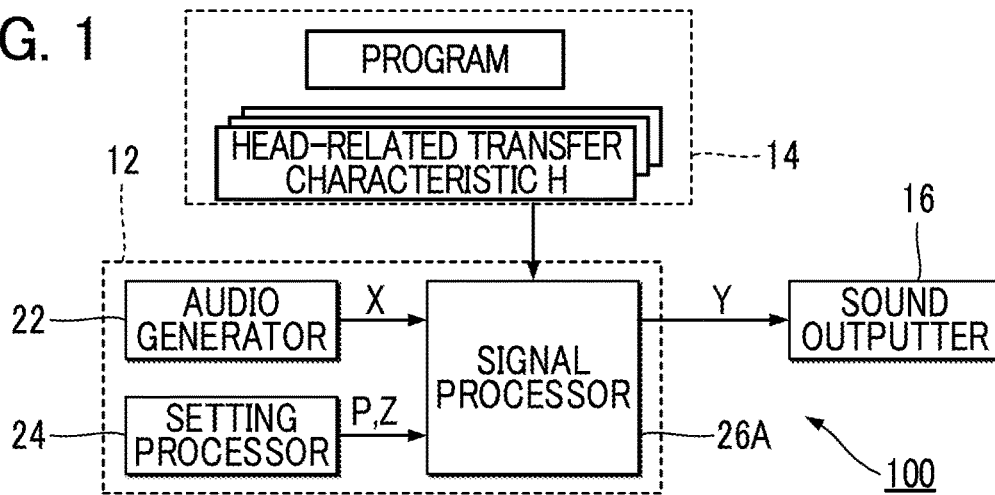 G. 1
PROGRAM
HEAD-RELATED TRANSFER
CHARACTERISTIC H
14
12
16
22
AUDIO
GENERATOR
X
SIGNAL
PROCESSOR
Y
SOUND
OUTPUTTER
24
SETTING
PROCESSOR
P,Z
26A
100